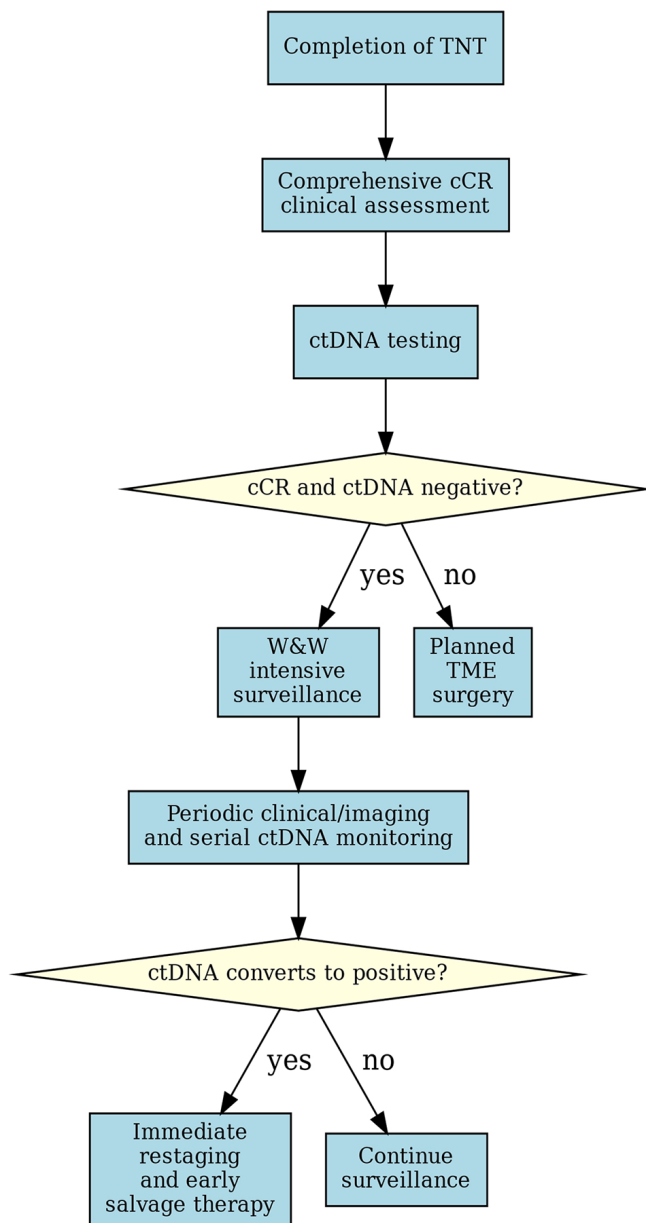 Completion of TNT
Comprehensive cCR
clinical assessment
ctDNA testing
cCR and ctDNA negative?
yes
no
W&W
intensive
surveillance
Planned
TME
surgery
Periodic clinical/imaging
and serial ctDNA monitoring
ctDNA converts to positive?
yes
no
Immediate
restaging
and early
salvage therapy
Continue
surveillance